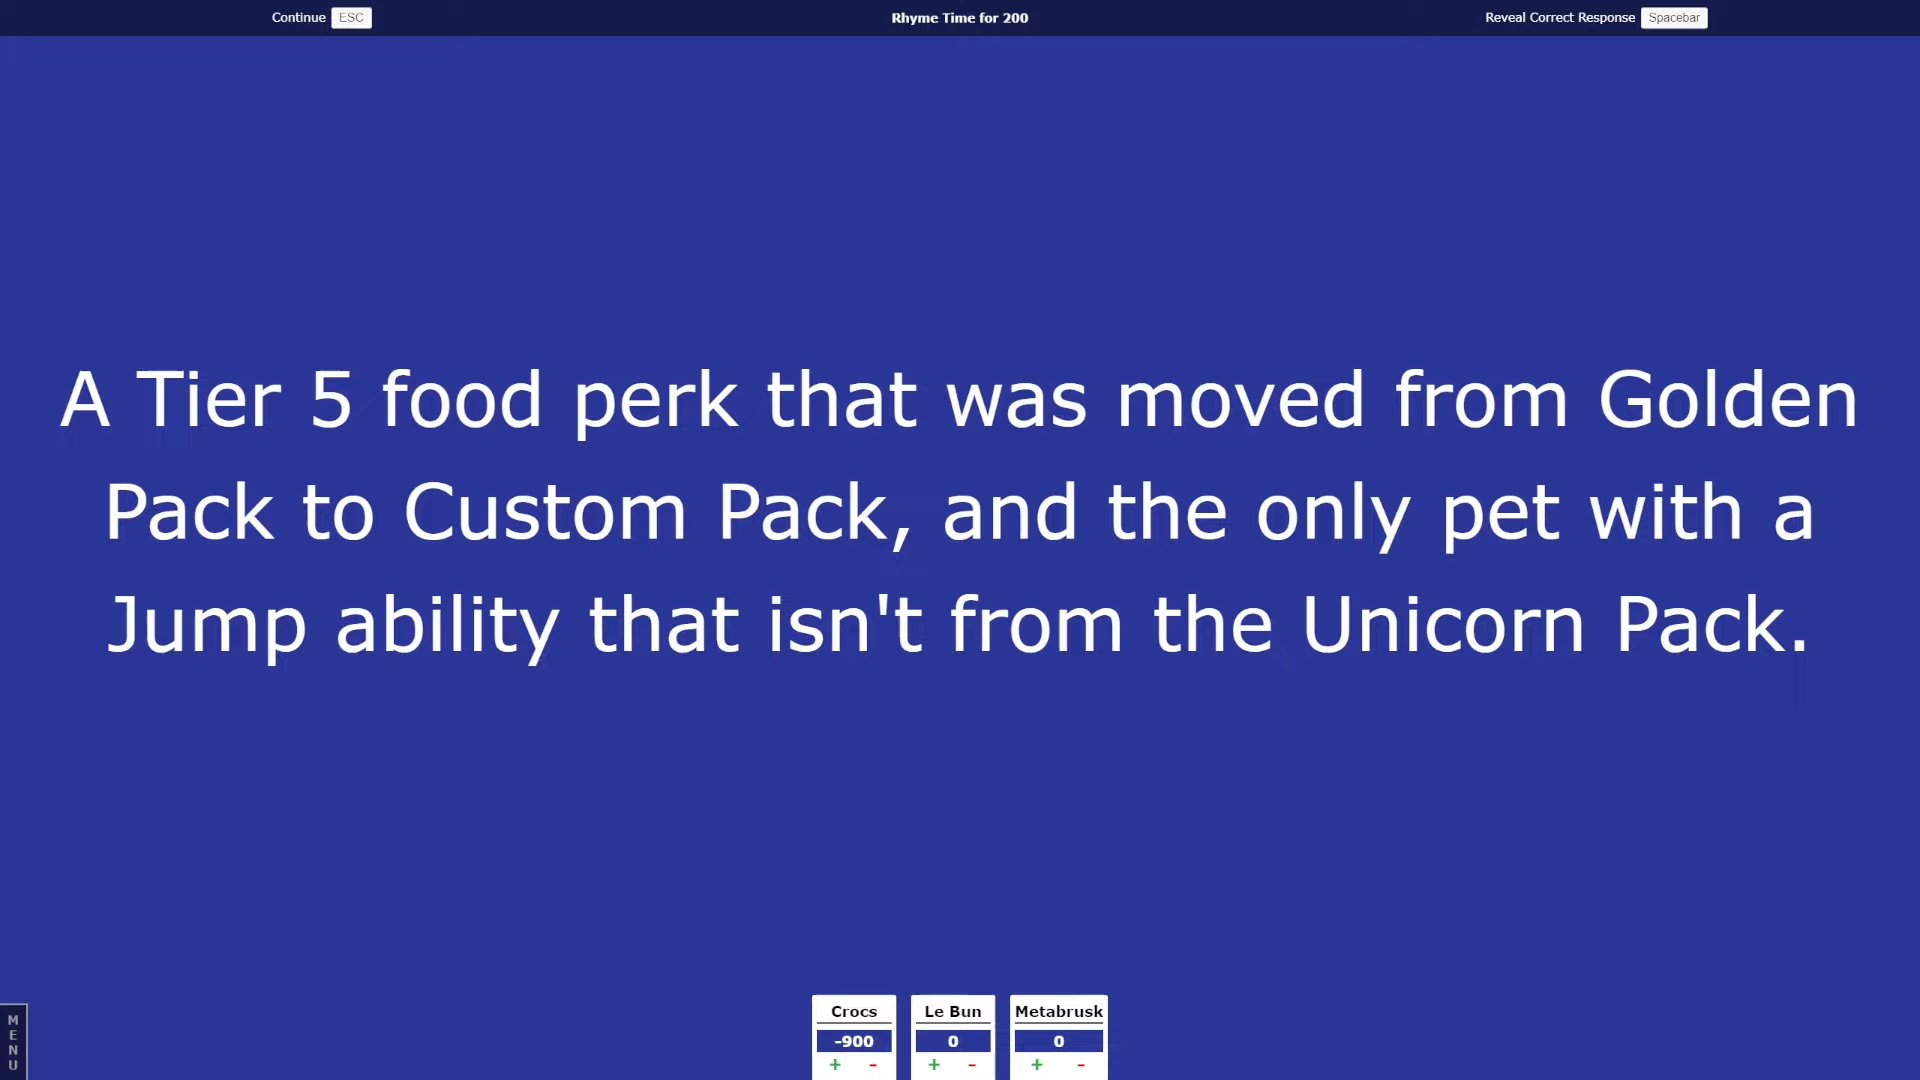 Continue ESC
Rhyme Time for 200
Reveal Correct Response Spacebar
A Tier 5 food perk that was moved from Golden
Pack to Custom Pack, and the only pet with a
Jump ability that isn't from the Unicorn Pack.
MENU
Crocs
-900
+ -
Le Bun
0
+ -
Metabrusk
0
+ -